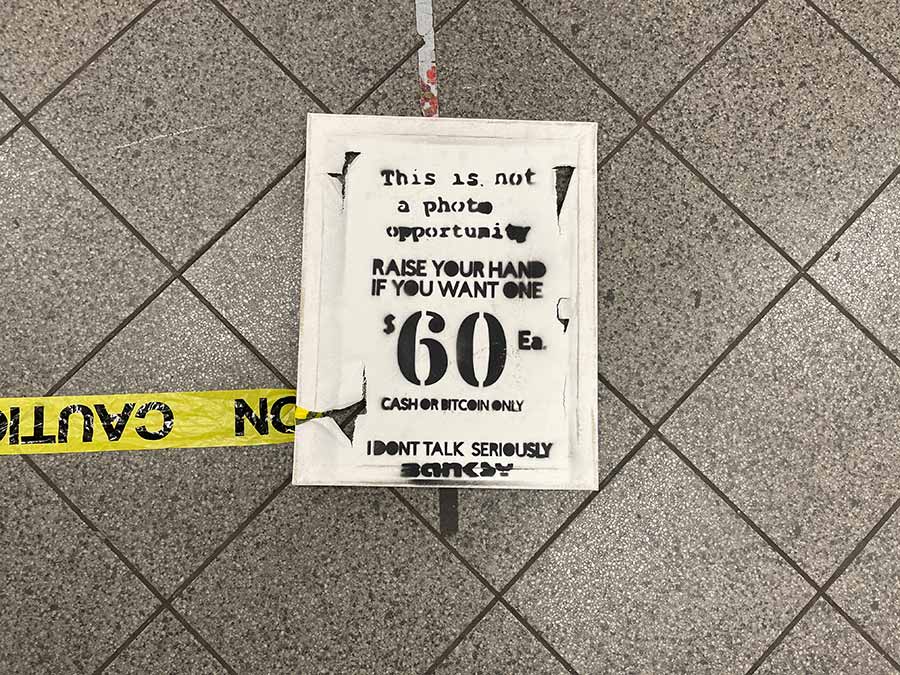 This is not
a photo
opportunity
RAISE YOUR HAND
IF YOU WANT ONE
$60 Ea.
CASH OR BITCOIN ONLY
I DONT TALK SERIOUSLY
BANKSY
CAUTION